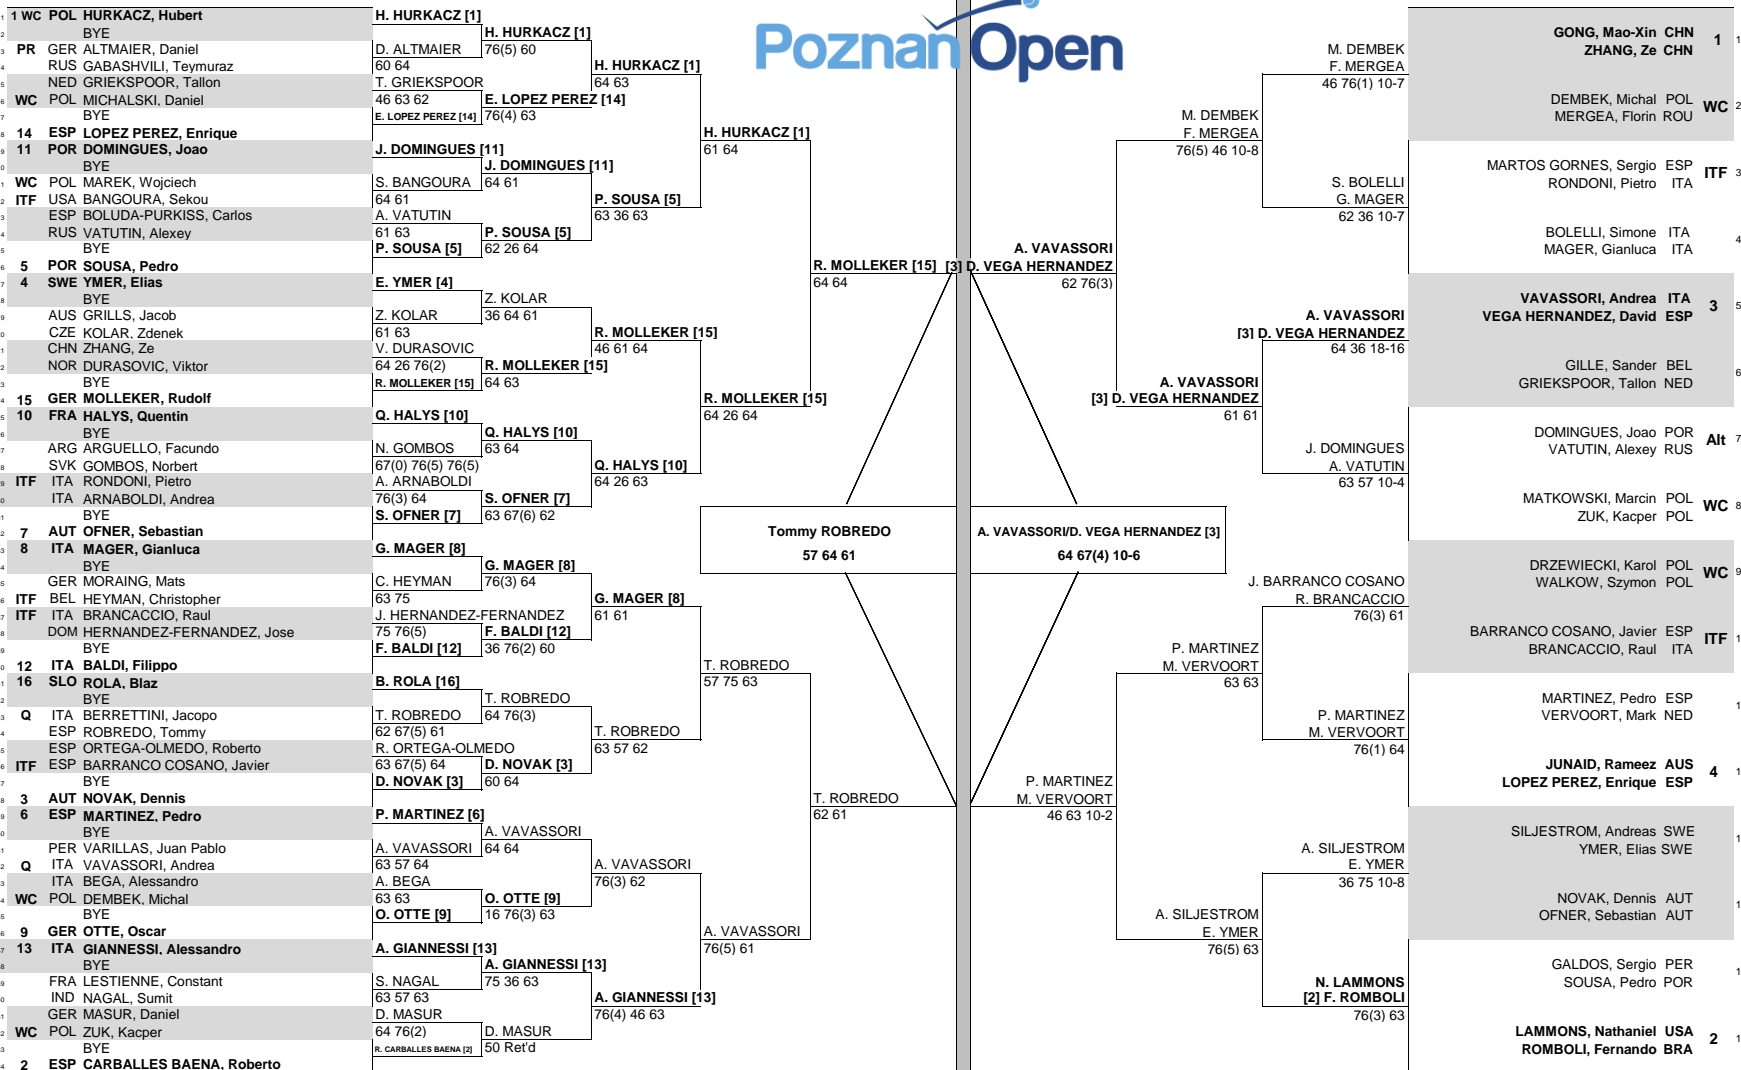 Poznan Open
1 WC POL HURKACZ, Hubert
BYE
PR GER ALTMAIER, Daniel
RUS GABASHVILI, Teymuraz
NED GRIEKSPOOR, Tallon
WC POL MICHALSKI, Daniel
BYE
14 ESP LOPEZ PEREZ, Enrique
11 POR DOMINGUES, Joao
BYE
WC POL MAREK, Wojciech
ITF USA BANGOURA, Sekou
ESP BOLUDA-PURKISS, Carlos
RUS VATUTIN, Alexey
BYE
5 POR SOUSA, Pedro
4 SWE YMER, Elias
BYE
AUS GRILLS, Jacob
CZE KOLAR, Zdenek
CHN ZHANG, Ze
NOR DURASOVIC, Viktor
BYE
15 GER MOLLEKER, Rudolf
10 FRA HALYS, Quentin
BYE
ARG ARGUELLO, Facundo
SVK GOMBOS, Norbert
ITF ITA RONDONI, Pietro
ITA ARNABOLDI, Andrea
BYE
7 AUT OFNER, Sebastian
8 ITA MAGER, Gianluca
BYE
GER MORAING, Mats
ITF BEL HEYMAN, Christopher
ITF ITA BRANCACCIO, Raul
DOM HERNANDEZ-FERNANDEZ, Jose
BYE
12 ITA BALDI, Filippo
16 SLO ROLA, Blaz
BYE
Q ITA BERRETTINI, Jacopo
ESP ROBREDO, Tommy
ESP ORTEGA-OLMEDO, Roberto
ITF ESP BARRANCO COSANO, Javier
BYE
3 AUT NOVAK, Dennis
6 ESP MARTINEZ, Pedro
BYE
PER VARILLAS, Juan Pablo
Q ITA VAVASSORI, Andrea
ITA BEGA, Alessandro
WC POL DEMBEK, Michal
BYE
9 GER OTTE, Oscar
13 ITA GIANNESSI, Alessandro
BYE
FRA LESTIENNE, Constant
IND NAGAL, Sumit
GER MASUR, Daniel
WC POL ZUK, Kacper
BYE
2 ESP CARBALLES BAENA, Roberto
H. HURKACZ [1]
D. ALTMAIER
60 64
T. GRIEKSPOOR
46 63 62
E. LOPEZ PEREZ [14]
J. DOMINGUES [11]
S. BANGOURA
64 61
A. VATUTIN
61 63
P. SOUSA [5]
E. YMER [4]
Z. KOLAR
61 63
V. DURASOVIC
64 26 76(2)
R. MOLLEKER [15]
Q. HALYS [10]
N. GOMBOS
67(0) 76(5) 76(5)
A. ARNABOLDI
76(3) 64
S. OFNER [7]
G. MAGER [8]
C. HEYMAN
63 75
J. HERNANDEZ-FERNANDEZ
75 76(5)
F. BALDI [12]
B. ROLA [16]
T. ROBREDO
62 67(5) 61
R. ORTEGA-OLMEDO
63 67(5) 64
D. NOVAK [3]
P. MARTINEZ [6]
A. VAVASSORI
63 57 64
A. BEGA
63 63
O. OTTE [9]
A. GIANNESSI [13]
S. NAGAL
63 57 63
D. MASUR
64 76(2)
R. CARBALLES BAENA [2]
H. HURKACZ [1]
76(5) 60
E. LOPEZ PEREZ [14]
76(4) 63
J. DOMINGUES [11]
64 61
P. SOUSA [5]
62 26 64
Z. KOLAR
36 64 61
R. MOLLEKER [15]
64 63
Q. HALYS [10]
63 64
S. OFNER [7]
63 67(6) 62
G. MAGER [8]
76(3) 64
F. BALDI [12]
36 76(2) 60
T. ROBREDO
64 76(3)
D. NOVAK [3]
60 64
A. VAVASSORI
64 64
O. OTTE [9]
16 76(3) 63
A. GIANNESSI [13]
75 36 63
D. MASUR
50 Ret'd
H. HURKACZ [1]
64 63
P. SOUSA [5]
63 36 63
R. MOLLEKER [15]
46 61 64
Q. HALYS [10]
64 26 63
G. MAGER [8]
61 61
T. ROBREDO
63 57 62
A. VAVASSORI
76(3) 62
A. GIANNESSI [13]
76(4) 46 63
H. HURKACZ [1]
61 64
R. MOLLEKER [15]
64 26 64
T. ROBREDO
57 75 63
A. VAVASSORI
76(5) 61
R. MOLLEKER [15]
64 64
T. ROBREDO
62 61
Tommy ROBREDO
57 64 61
A. VAVASSORI/D. VEGA HERNANDEZ [3]
64 67(4) 10-6
A. VAVASSORI
[3] D. VEGA HERNANDEZ
62 76(3)
P. MARTINEZ
M. VERVOORT
46 63 10-2
M. DEMBEK
F. MERGEA
76(5) 46 10-8
A. VAVASSORI
[3] D. VEGA HERNANDEZ
61 61
P. MARTINEZ
M. VERVOORT
63 63
A. SILJESTROM
E. YMER
76(5) 63
M. DEMBEK
F. MERGEA
46 76(1) 10-7
S. BOLELLI
G. MAGER
62 36 10-7
A. VAVASSORI
[3] D. VEGA HERNANDEZ
64 36 18-16
J. DOMINGUES
A. VATUTIN
63 57 10-4
J. BARRANCO COSANO
R. BRANCACCIO
76(3) 61
P. MARTINEZ
M. VERVOORT
76(1) 64
A. SILJESTROM
E. YMER
36 75 10-8
N. LAMMONS
[2] F. ROMBOLI
76(3) 63
GONG, Mao-Xin CHN
ZHANG, Ze CHN
1 1
DEMBEK, Michal POL
MERGEA, Florin ROU
WC 2
MARTOS GORNES, Sergio ESP
RONDONI, Pietro ITA
ITF 3
BOLELLI, Simone ITA
MAGER, Gianluca ITA
4
VAVASSORI, Andrea ITA
VEGA HERNANDEZ, David ESP
3 5
GILLE, Sander BEL
GRIEKSPOOR, Tallon NED
6
DOMINGUES, Joao POR
VATUTIN, Alexey RUS
Alt 7
MATKOWSKI, Marcin POL
ZUK, Kacper POL
WC 8
DRZEWIECKI, Karol POL
WALKOW, Szymon POL
WC 9
BARRANCO COSANO, Javier ESP
BRANCACCIO, Raul ITA
ITF 1
MARTINEZ, Pedro ESP
VERVOORT, Mark NED
1
JUNAID, Rameez AUS
LOPEZ PEREZ, Enrique ESP
4 1
SILJESTROM, Andreas SWE
YMER, Elias SWE
1
NOVAK, Dennis AUT
OFNER, Sebastian AUT
1
GALDOS, Sergio PER
SOUSA, Pedro POR
1
LAMMONS, Nathaniel USA
ROMBOLI, Fernando BRA
2 1